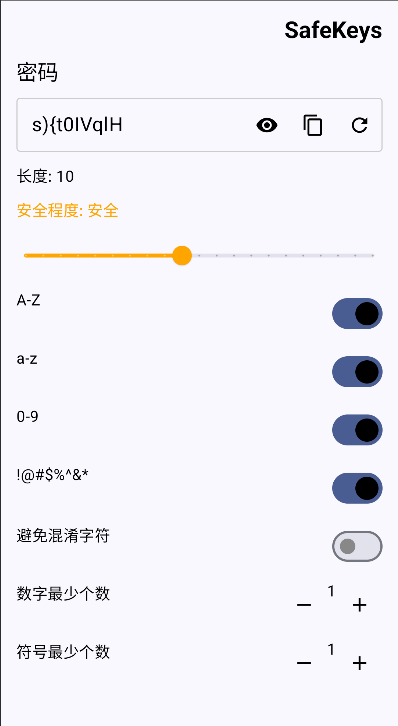 SafeKeys
密码
s){t0IVqlH
长度: 10
安全程度: 安全
A-Z
a-z
0-9
!@#$%^&*
避免混淆字符
数字最少个数
1
符号最少个数
1